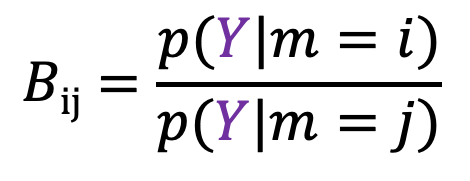 B_ij = p(Y|m = i) / p(Y|m = j)